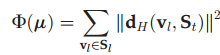 Φ(μ) = ∑_{v_l∈S_l} ‖d_H(v_l, S_t)‖²